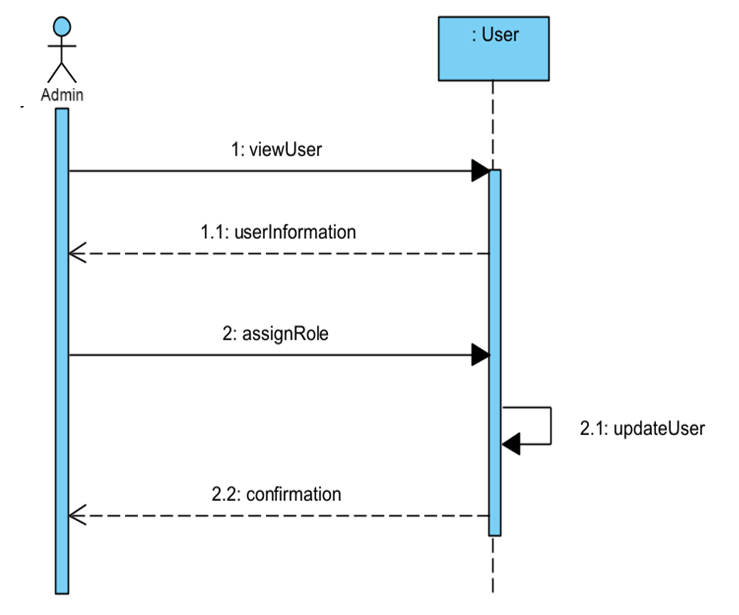 : User
Admin
1: viewUser
1.1: userInformation
2: assignRole
2.1: updateUser
2.2: confirmation